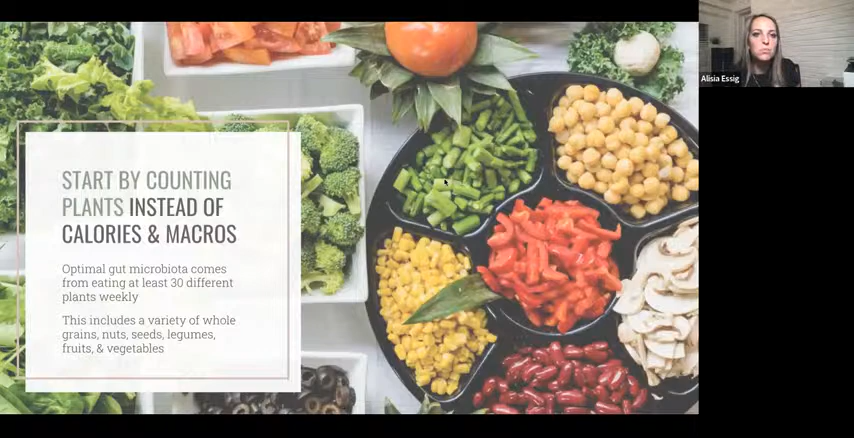 START BY COUNTING
PLANTS INSTEAD OF
CALORIES & MACROS
Optimal gut microbiota comes
from eating at least 30 different
plants weekly
This includes a variety of whole
grains, nuts, seeds, legumes,
fruits, & vegetables
Alisia Essig